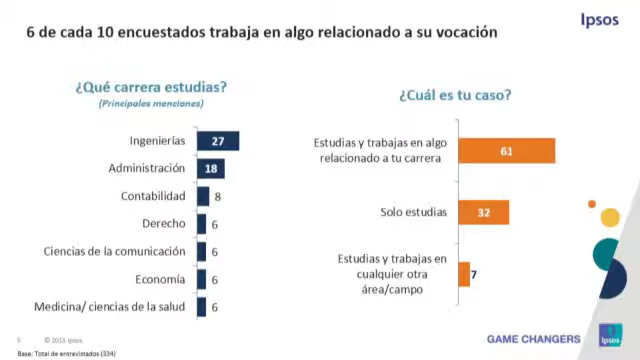 Ipsos
6 de cada 10 encuestados trabaja en algo relacionado a su vocación
¿Qué carrera estudias?
(Principales menciones)
Ingenierías 27
Administración 18
Contabilidad 8
Derecho 6
Ciencias de la comunicación 6
Economía 6
Medicina/ ciencias de la salud 6
¿Cuál es tu caso?
Estudias y trabajas en algo
relacionado a tu carrera
61
Solo estudias 32
Estudias y trabajas en
cualquier otra
área/campo
7
5 © 2015 Ipsos.
Base: Total de entrevistados (334)
GAME CHANGERS
Ipsos